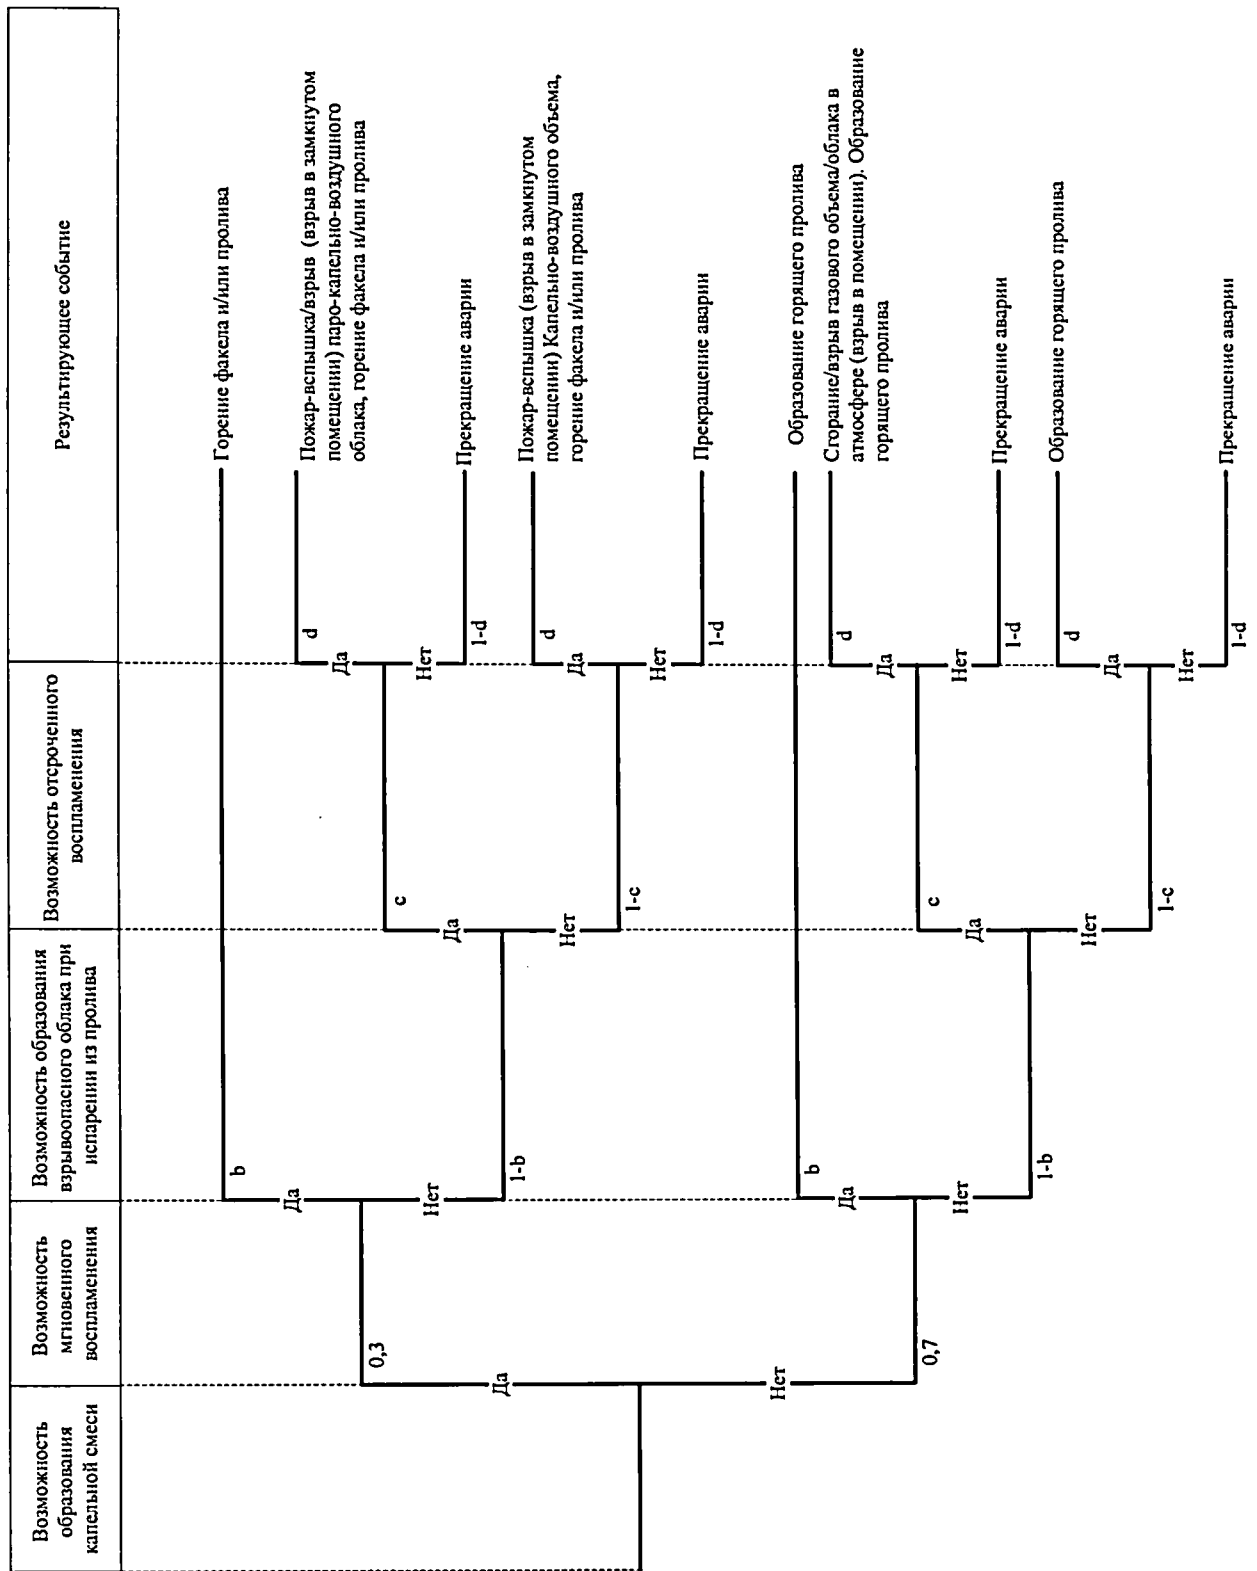 Возможность
образования
капельной смеси
Возможность
мгновенного
воспламенения
Возможность образования
взрывоопасного облака при
испарении из пролива
Возможность отсроченного
воспламенения
Результирующее событие
Да
0,3
Нет
0,7
Да
b
Нет
1-b
Да
b
Нет
1-b
Да
c
Нет
1-c
Да
c
Нет
1-c
Да
d
Нет
1-d
Да
d
Нет
1-d
Да
d
Нет
1-d
Да
d
Нет
1-d
Горение факела и/или пролива
Пожар-вспышка/взрыв (взрыв в замкнутом
помещении) паро-капельно-воздушного
облака, горение факела и/или пролива
Прекращение аварии
Пожар-вспышка (взрыв в замкнутом
помещении) Капельно-воздушного объема,
горение факела и/или пролива
Прекращение аварии
Образование горящего пролива
Сгорание/взрыв газового объема/облака в
атмосфере (взрыв в помещении). Образование
горящего пролива
Прекращение аварии
Образование горящего пролива
Прекращение аварии